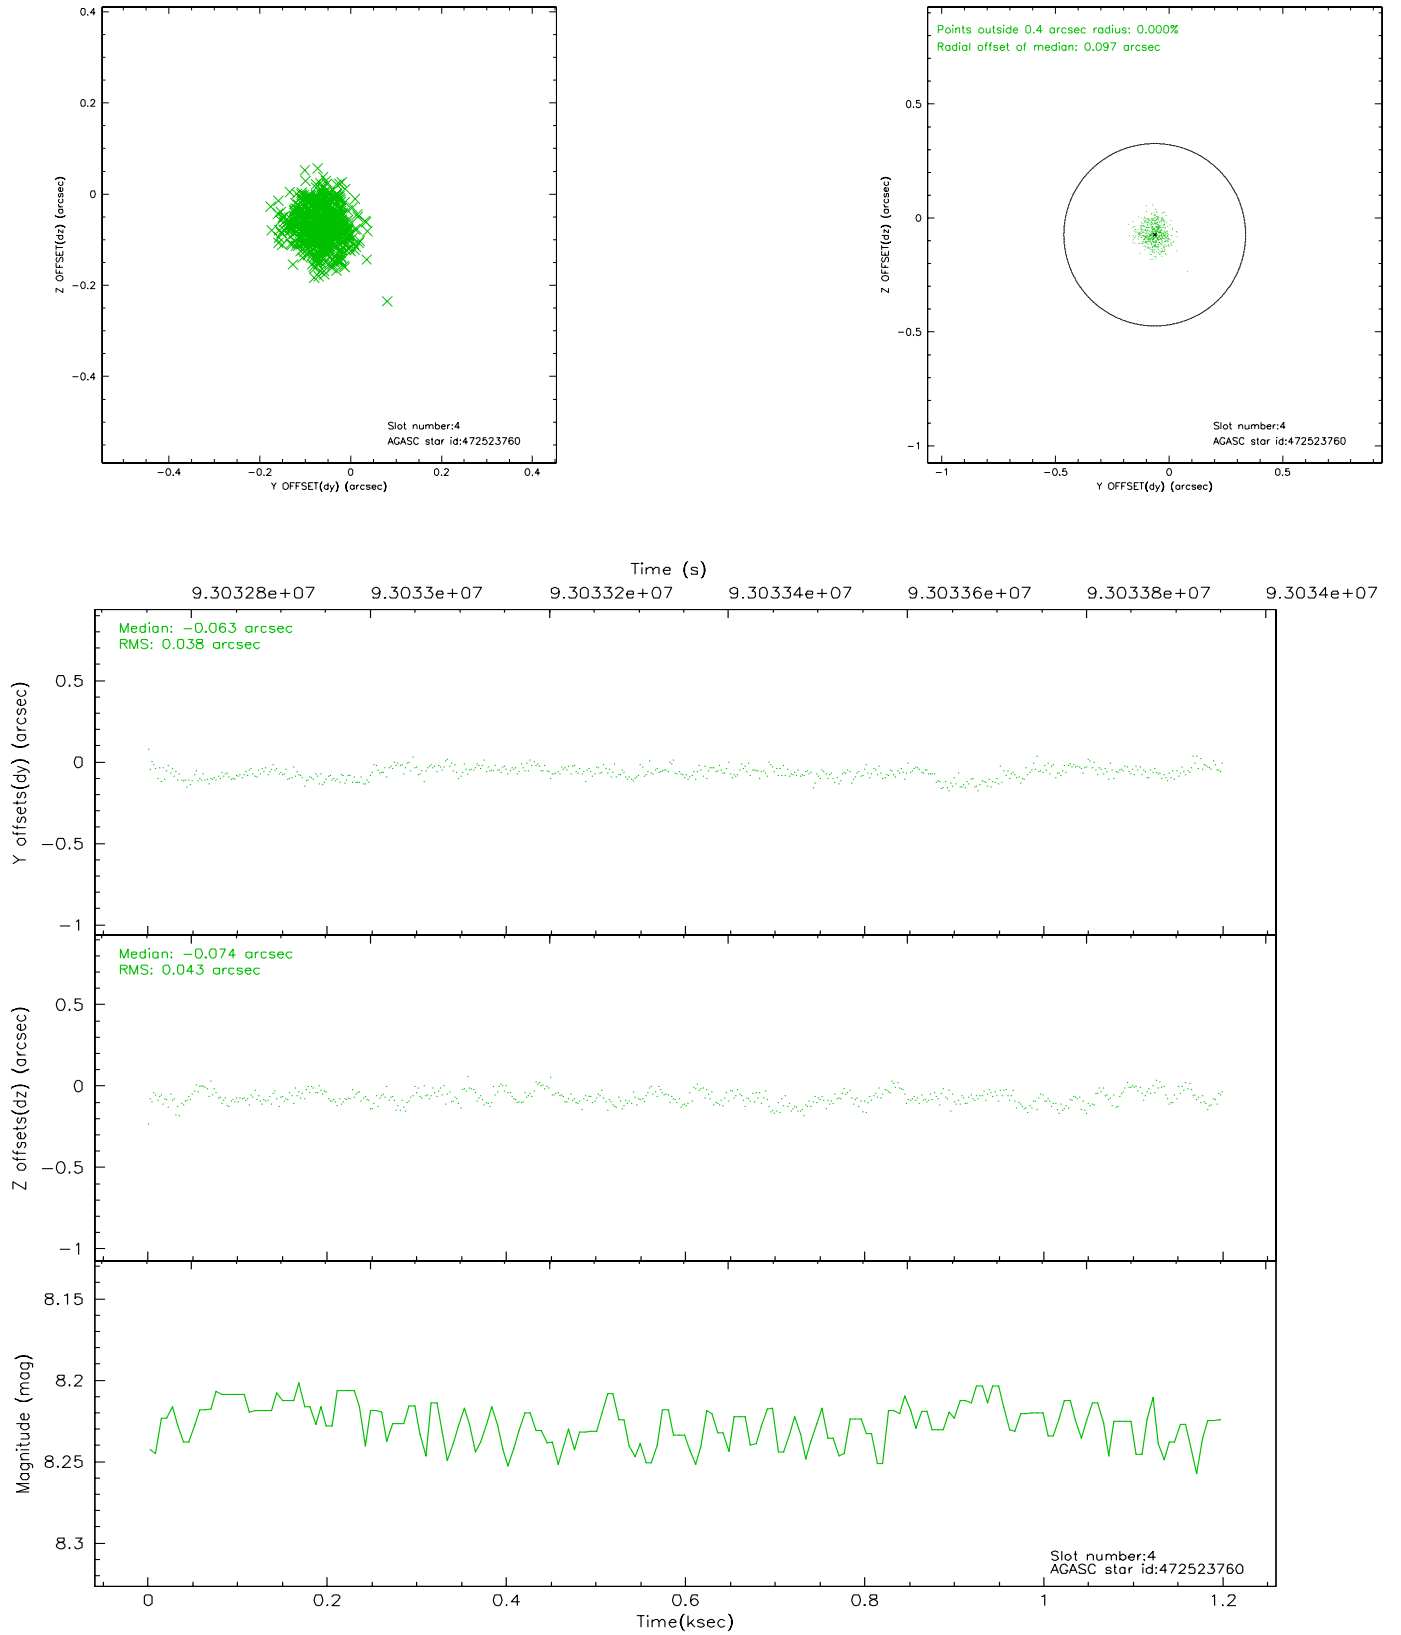 0.4
0.2
0
−0.2
−0.4
Z OFFSET(dz) (arcsec)
−0.4 −0.2 0 0.2 0.4
Y OFFSET(dy) (arcsec)
Slot number:4
AGASC star id:472523760
Points outside 0.4 arcsec radius: 0.000%
Radial offset of median: 0.097 arcsec
0.5
0
−0.5
−1
Z OFFSET(dz) (arcsec)
−1 −0.5 0 0.5
Y OFFSET(dy) (arcsec)
Slot number:4
AGASC star id:472523760
Time (s)
9.30328e+07 9.3033e+07 9.30332e+07 9.30334e+07 9.30336e+07 9.30338e+07 9.3034e+07
Median: −0.063 arcsec
RMS: 0.038 arcsec
0.5
0
−0.5
−1
Y offsets(dy) (arcsec)
Median: −0.074 arcsec
RMS: 0.043 arcsec
0.5
0
−0.5
−1
Z offsets(dz) (arcsec)
8.15
8.2
8.25
8.3
Magnitude (mag)
Slot number:4
AGASC star id:472523760
0 0.2 0.4 0.6 0.8 1 1.2
Time(ksec)